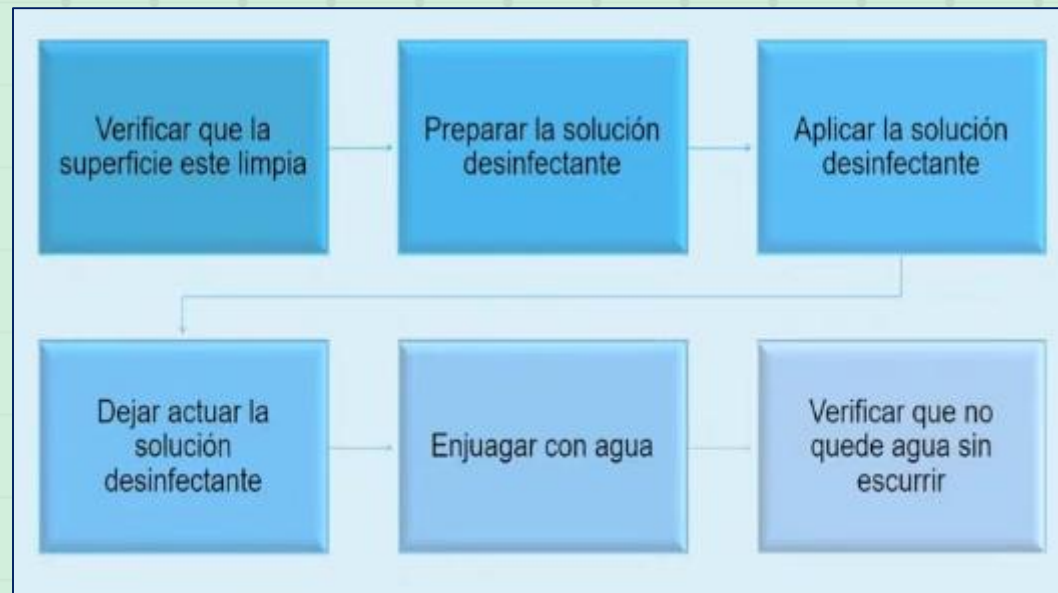 Verificar que la
superficie este limpia
Preparar la solución
desinfectante
Aplicar la solución
desinfectante
Dejar actuar la
solución
desinfectante
Enjuagar con agua
Verificar que no
quede agua sin
escurrir